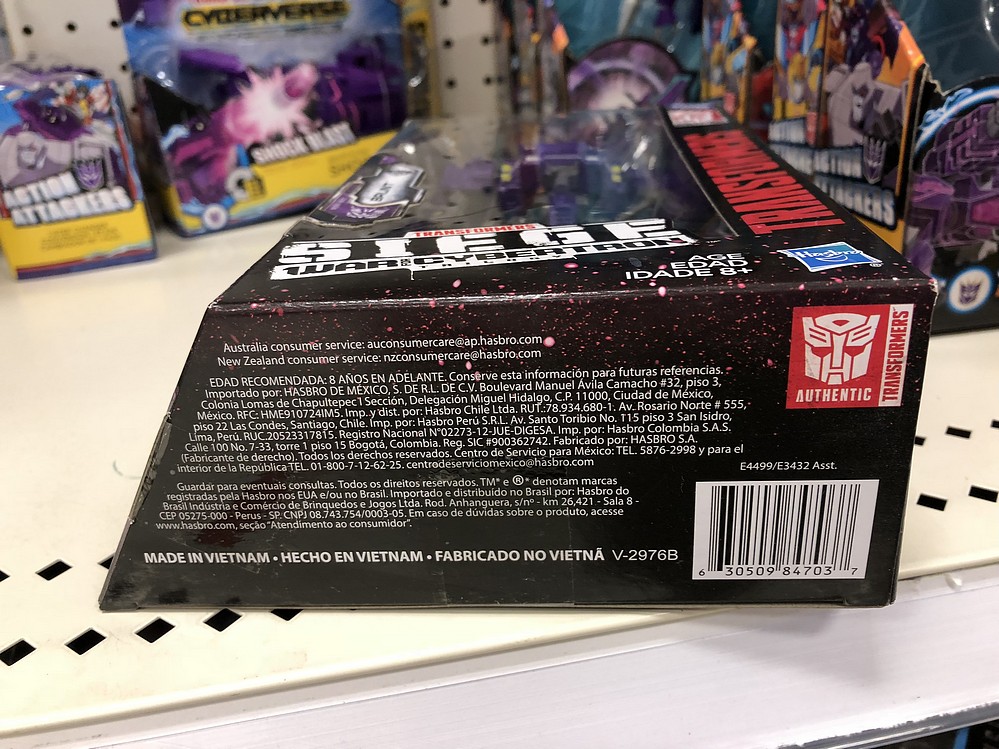 CYBERVERSE
SHOCK BLAST
ACTION
ATTACKERS
TRANSFORMERS
SIEGE
WAR FOR CYBERTRON
TRANSFORMERS
AGE
EDAD
IDADE 8+
Hasbro
Australia consumer service: auconsumercare@ap.hasbro.com
New Zealand consumer service: nzconsumercare@hasbro.com
EDAD RECOMENDADA: 8 AÑOS EN ADELANTE. Conserve esta información para futuras referencias.
Importado por: HASBRO DE MÉXICO, S. DE R.L. DE C.V. Boulevard Manuel Ávila Camacho #32, piso 3,
Colonia Lomas de Chapultepec I Sección, Delegación Miguel Hidalgo, C.P. 11000, Ciudad de México,
México. RFC: HME910724IM5. Imp. y dist. por: Hasbro Chile Ltda. RUT.:78.934.680-1. Av. Rosario Norte # 555,
piso 22 Las Condes, Santiago, Chile. Imp. por: Hasbro Perú S.R.L. Av. Santo Toribio No. 115 piso 3 San Isidro,
Lima, Perú. RUC.20523317815. Registro Nacional N°02273-12-JUE-DIGESA. Imp. por: Hasbro Colombia S.A.S.
Calle 100 No. 7-33, torre 1 piso 15 Bogotá, Colombia. Reg. SIC #900362742. Fabricado por: HASBRO S.A.
(Fabricante de derecho). Todos los derechos reservados. Centro de Servicio para México: TEL. 5876-2998 y para el
interior de la República TEL. 01-800-7-12-62-25. centrodeserviciomexico@hasbro.com
Guardar para eventuais consultas. Todos os direitos reservados. TM* e ®* denotam marcas
registradas pela Hasbro nos EUA e/ou no Brasil. Importado e distribuído no Brasil por: Hasbro do
Brasil Indústria e Comércio de Brinquedos e Jogos Ltda. Rod. Anhanguera, s/nº - km 26,421 - Sala 8 -
CEP 05275-000 - Perus - SP. CNPJ 08.743.754/0003-05. Em caso de dúvidas sobre o produto, acesse
www.hasbro.com, seção "Atendimento ao consumidor".
MADE IN VIETNAM • HECHO EN VIETNAM • FABRICADO NO VIETNÃ V-2976B
AUTHENTIC
TRANSFORMERS
E4499/E3432 Asst.
6 30509 84703 7